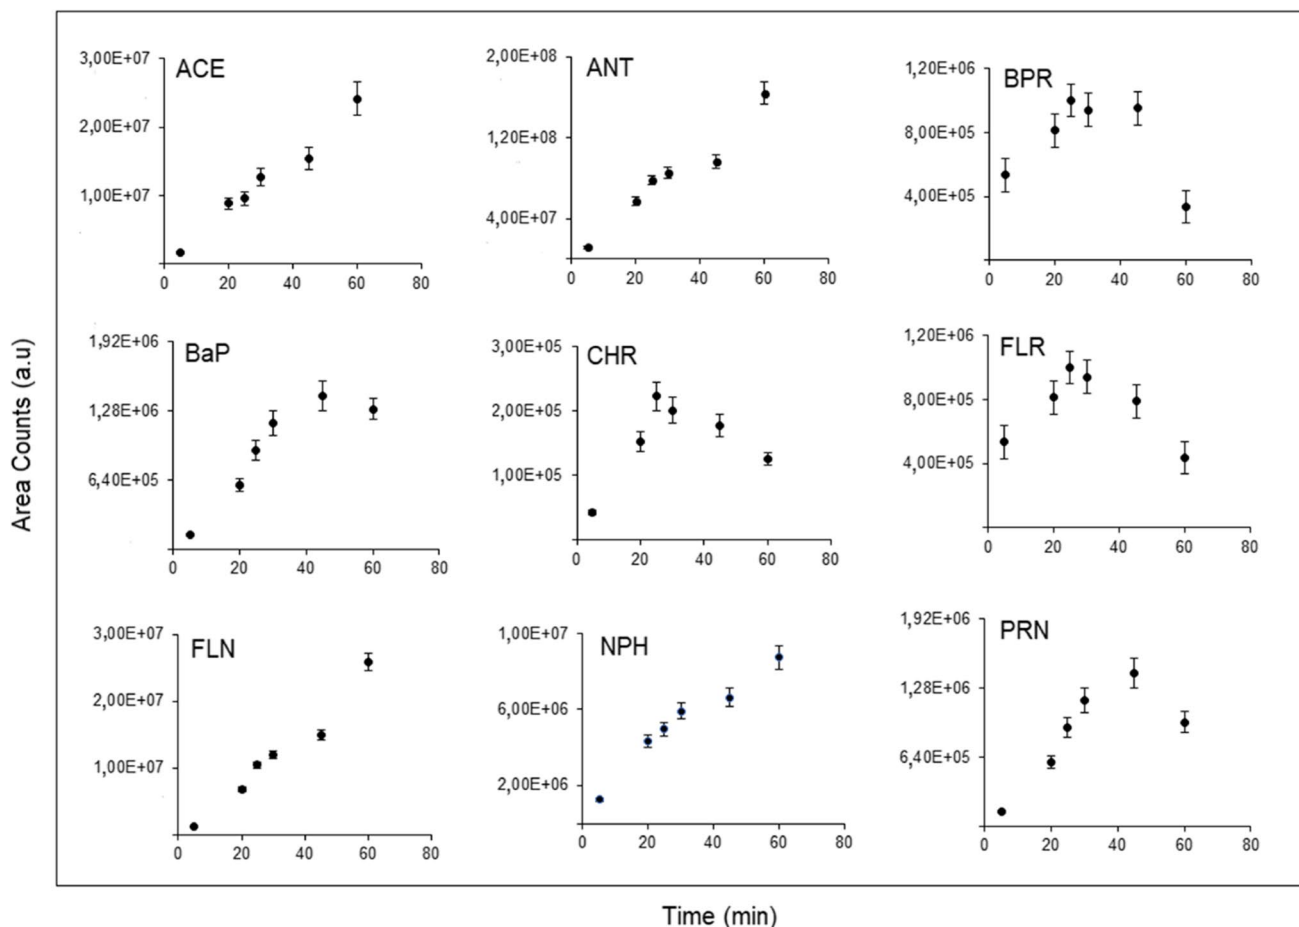 Area Counts (a.u)
ACE
3,00E+07
2,00E+07
1,00E+07
0 20 40 60 80
ANT
2,00E+08
1,20E+08
4,00E+07
0 20 40 60 80
BPR
1,20E+06
8,00E+05
4,00E+05
0 20 40 60 80
BaP
1,92E+06
1,28E+06
6,40E+05
0 20 40 60 80
CHR
3,00E+05
2,00E+05
1,00E+05
0 20 40 60 80
FLR
1,20E+06
8,00E+05
4,00E+05
0 20 40 60 80
FLN
3,00E+07
2,00E+07
1,00E+07
0 20 40 60 80
NPH
1,00E+07
6,00E+06
2,00E+06
0 20 40 60 80
PRN
1,92E+06
1,28E+06
6,40E+05
0 20 40 60 80
Time (min)